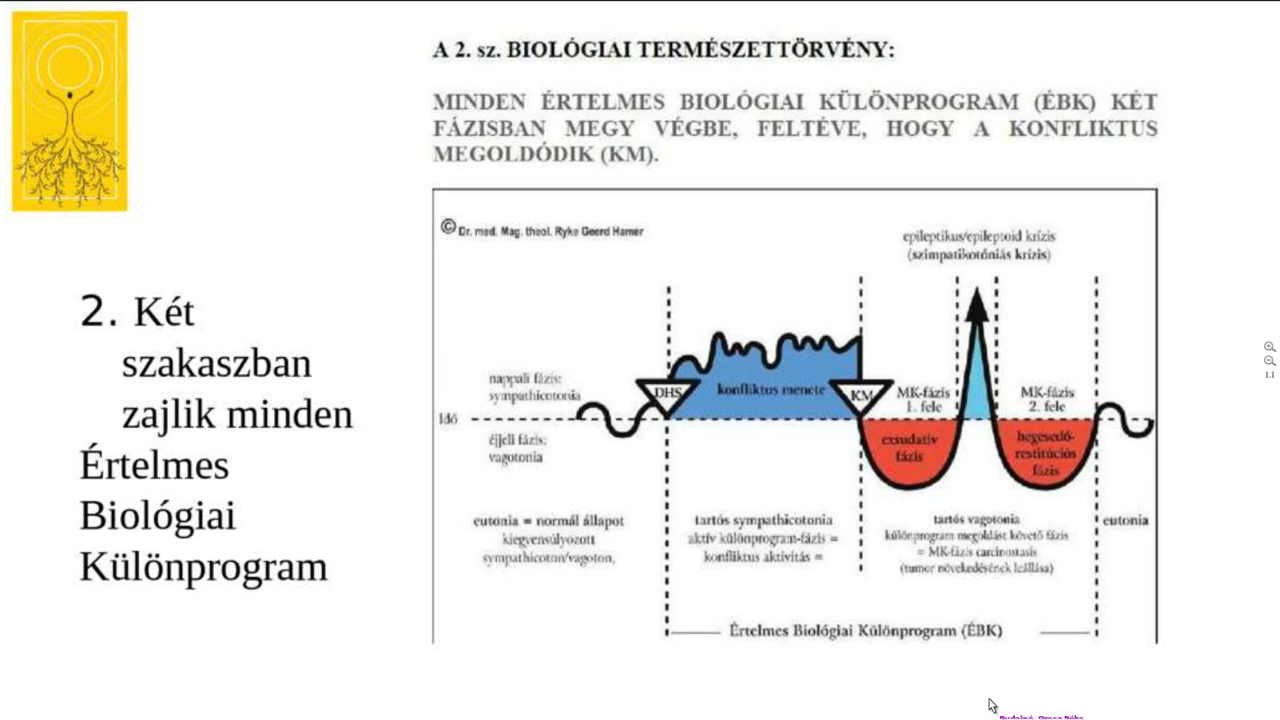 A 2. sz. BIOLÓGIAI TERMÉSZETTÖRVÉNY:
MINDEN ÉRTELMES BIOLÓGIAI KÜLÖNPROGRAM (ÉBK) KÉT
FÁZISBAN MEGY VÉGBE, FELTÉVE, HOGY A KONFLIKTUS
MEGOLDÓDIK (KM).
2. Két
szakaszban
zajlik minden
Értelmes
Biológiai
Különprogram
© Dr. med. Mag. theol. Ryke Geerd Hamer
epileptikus/epileptoid krízis
(szimpatikotóniás krízis)
nappali fázis:
sympathicotonia
DHS
konfliktus menete
KM
MK-fázis
1. fele
MK-fázis
2. fele
Idő
éjjeli fázis:
vagotonia
exsudatív
fázis
hegesedő-
restitúciós
fázis
eutonia = normál állapot
kiegyensúlyozott
sympathicoton/vagoton,
tartós sympathicotonia
aktív különprogram-fázis =
konfliktus aktivitás =
tartós vagotonia
különprogram megoldást követő fázis
= MK-fázis carcinostasis
(tumor növekedésének leállása)
eutonia
Értelmes Biológiai Különprogram (ÉBK)
1.1